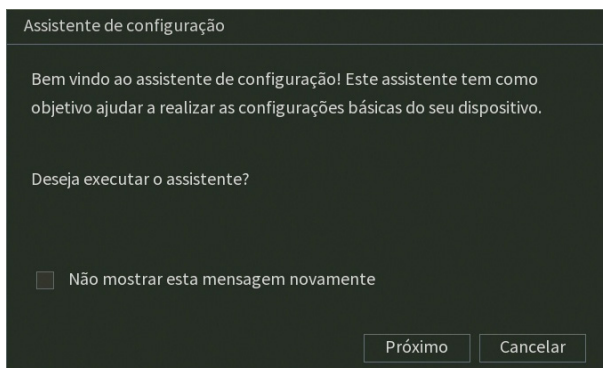 Assistente de configuração
Bem vindo ao assistente de configuração! Este assistente tem como
objetivo ajudar a realizar as configurações básicas do seu dispositivo.
Deseja executar o assistente?
Não mostrar esta mensagem novamente
Próximo Cancelar